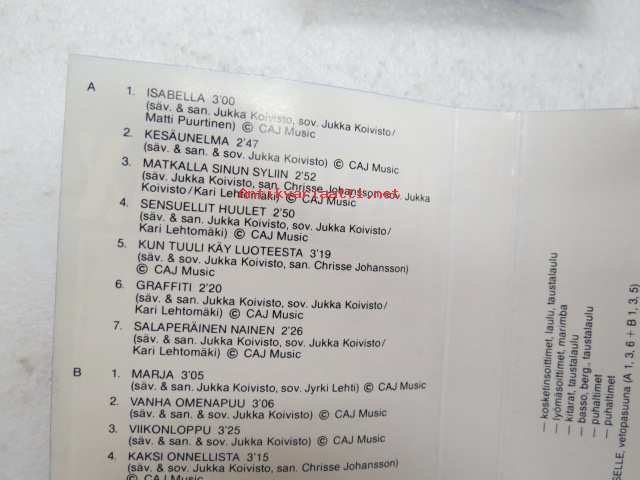 A
1. ISABELLA 3'00
(säv. & san. Jukka Koivisto, sov. Jukka Koivisto/
Matti Puurtinen) © CAJ Music
2. KESÄUNELMA 2'47
(säv. & san. & sov. Jukka Koivisto) © CAJ Music
3. MATKALLA SINUN SYLIIN 2'52
(säv. Jukka Koivisto, san. Chrisse Johansson, sov. Jukka
Koivisto/Kari Lehtomäki) © CAJ Music
4. SENSUELLIT HUULET 2'50
(säv. & san. Jukka Koivisto, sov. Jukka Koivisto/
Kari Lehtomäki) © CAJ Music
5. KUN TUULI KÄY LUOTEESTA 3'19
(säv. & sov. Jukka Koivisto, san. Chrisse Johansson)
© CAJ Music
6. GRAFFITI 2'20
(säv. & san. Jukka Koivisto, sov. Jukka Koivisto/
Kari Lehtomäki) © CAJ Music
7. SALAPERÄINEN NAINEN 2'26
(säv. & san. Jukka Koivisto, sov. Jukka Koivisto/
Kari Lehtomäki) © CAJ Music
B
1. MARJA 3'05
(säv. & san. Jukka Koivisto, sov. Jyrki Lehti) © CAJ Music
2. VANHA OMENAPUU 3'06
(säv. & san. & sov. Jukka Koivisto) © CAJ Music
3. VIIKONLOPPU 3'25
(säv. & san. & sov. Jukka Koivisto) © CAJ Music
4. KAKSI ONNELLISTA 3'15
(säv. & sov. Jukka Koivisto, san. Chrisse Johansson)
© CAJ Music
— kosketinsoittimet, laulu, taustalaulu
— lyömäsoittimet, marimba
— kitarat, taustalaulu
— basso, berg., taustalaulu
— puhaltimet
— puhaltimet
SELLE, vetopasuuna (A 1, 3, 6 + B 1, 3, 5)
antikvariaatti.net